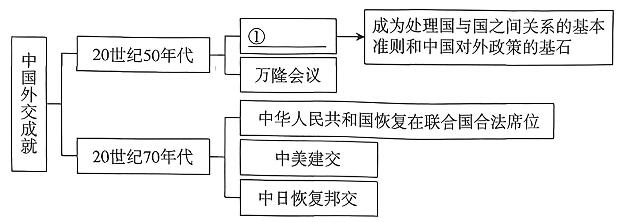 中国外交成就
20世纪50年代
①
成为处理国与国之间关系的基本
准则和中国对外政策的基石
万隆会议
20世纪70年代
中华人民共和国恢复在联合国合法席位
中美建交
中日恢复邦交